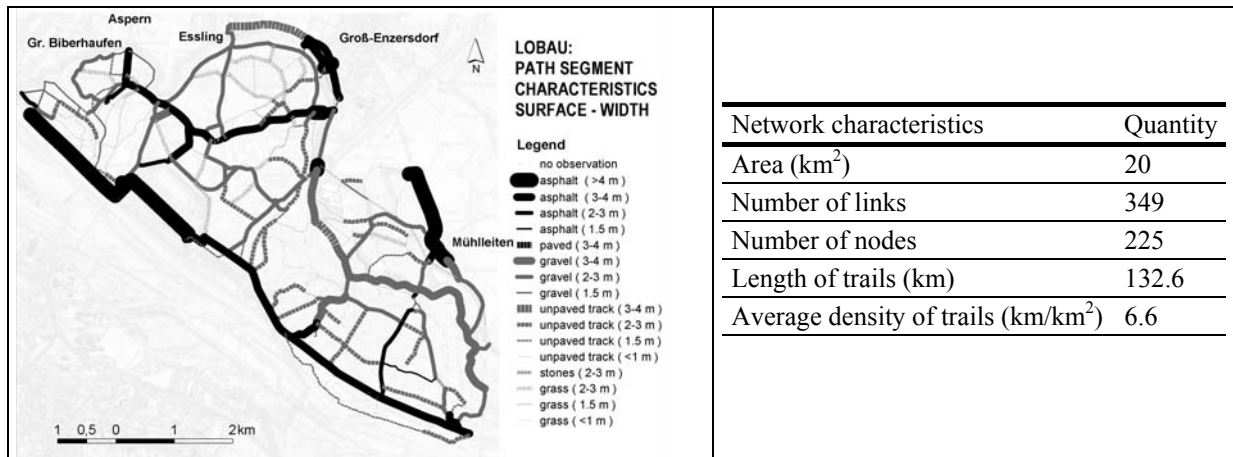 Aspern
Gr. Biberhaufen
Essling
Groß-Enzersdorf
N
Mühlleiten
1 0,5 0 1 2km
LOBAU:
PATH SEGMENT
CHARACTERISTICS
SURFACE - WIDTH
Legend
no observation
asphalt ( >4 m )
asphalt ( 3-4 m )
asphalt ( 2-3 m )
asphalt ( 1.5 m )
paved ( 3-4 m )
gravel ( 3-4 m )
gravel ( 2-3 m )
gravel ( 1.5 m )
unpaved track ( 3-4 m )
unpaved track ( 2-3 m )
unpaved track ( 1.5 m )
unpaved track ( <1 m )
stones ( 2-3 m )
grass ( 2-3 m )
grass ( 1.5 m )
grass ( <1 m )
Network characteristics Quantity
Area (km²) 20
Number of links 349
Number of nodes 225
Length of trails (km) 132.6
Average density of trails (km/km²) 6.6